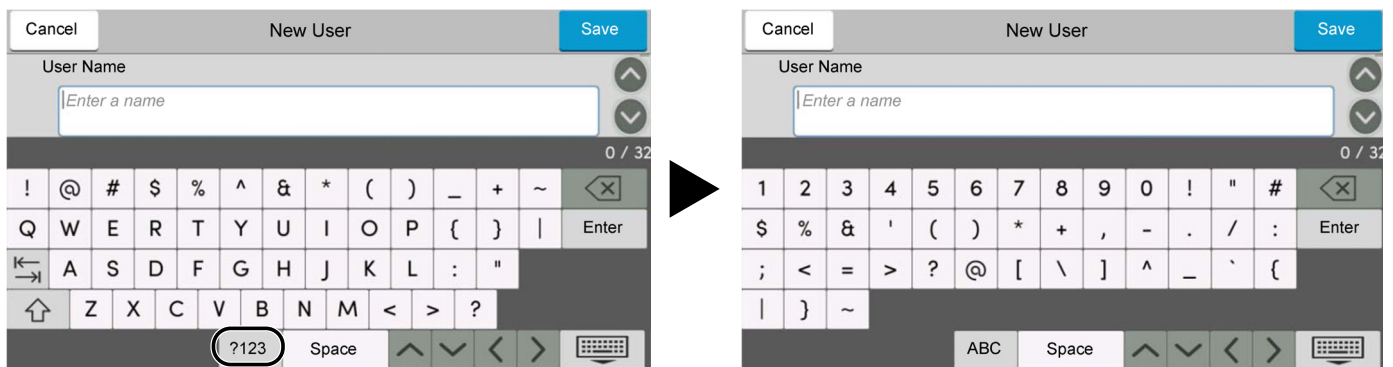 Cancel New User Save
User Name
Enter a name
0 / 32
! @ # $ % ^ & * ( ) _ + ~
Q W E R T Y U I O P { } | Enter
A S D F G H J K L : "
Z X C V B N M < > ?
?123 Space
Cancel New User Save
User Name
Enter a name
0 / 32
1 2 3 4 5 6 7 8 9 0 ! " #
$ % & ' ( ) * + , - . / : Enter
; < = > ? @ [ \ ] ^ _ ` {
| } ~
ABC Space